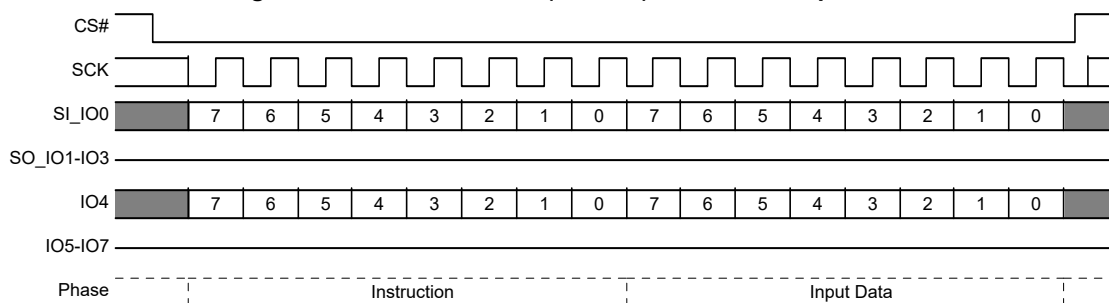 CS#
SCK
SI_IO0 7 6 5 4 3 2 1 0 7 6 5 4 3 2 1 0
SO_IO1-IO3
IO4 7 6 5 4 3 2 1 0 7 6 5 4 3 2 1 0
IO5-IO7
Phase Instruction Input Data